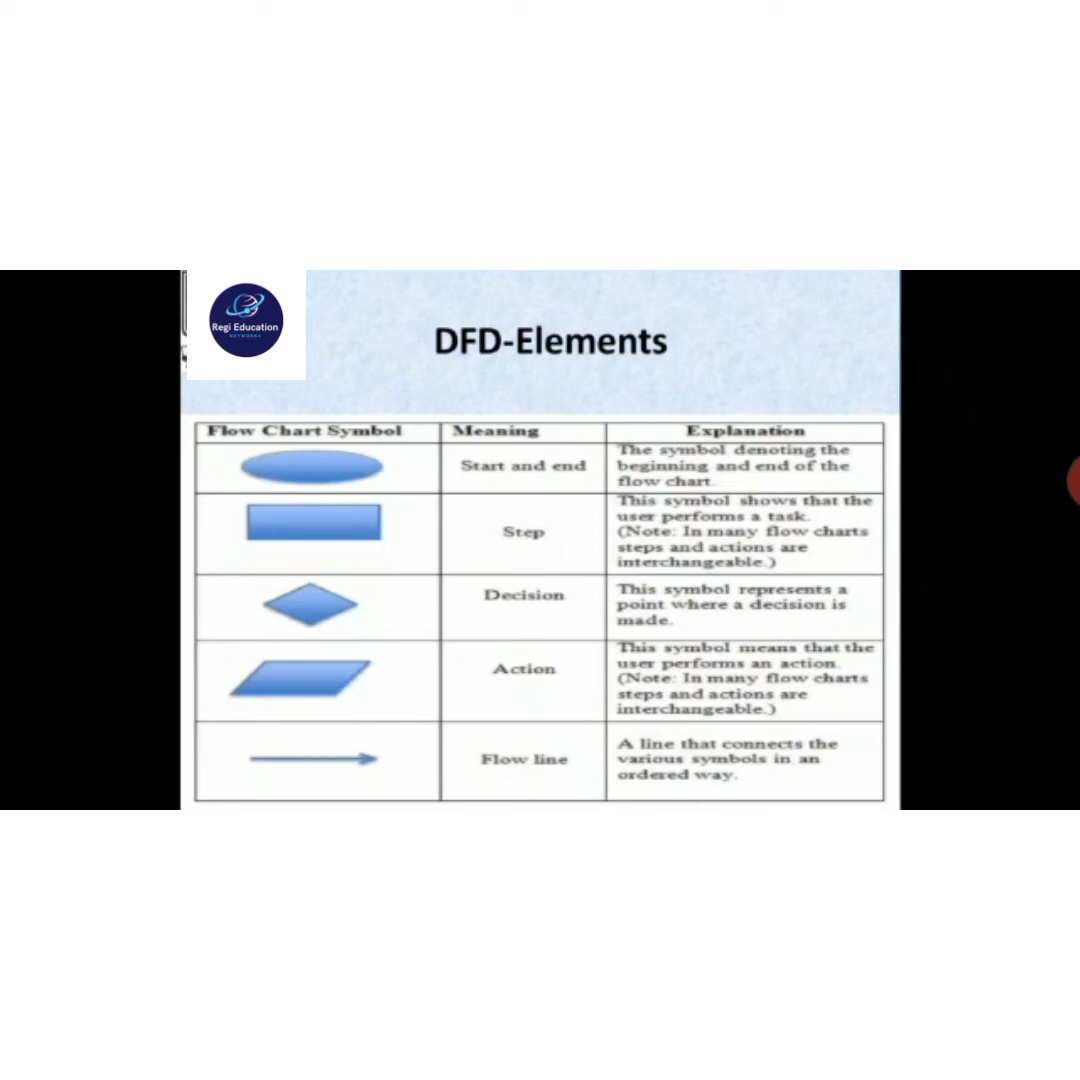 Regi Education
NETWORKS
DFD-Elements
Flow Chart Symbol
Meaning
Explanation
Start and end
The symbol denoting the
beginning and end of the
flow chart.
Step
This symbol shows that the
user performs a task.
(Note: In many flow charts
steps and actions are
interchangeable.)
Decision
This symbol represents a
point where a decision is
made.
Action
This symbol means that the
user performs an action.
(Note: In many flow charts
steps and actions are
interchangeable.)
Flow line
A line that connects the
various symbols in an
ordered way.